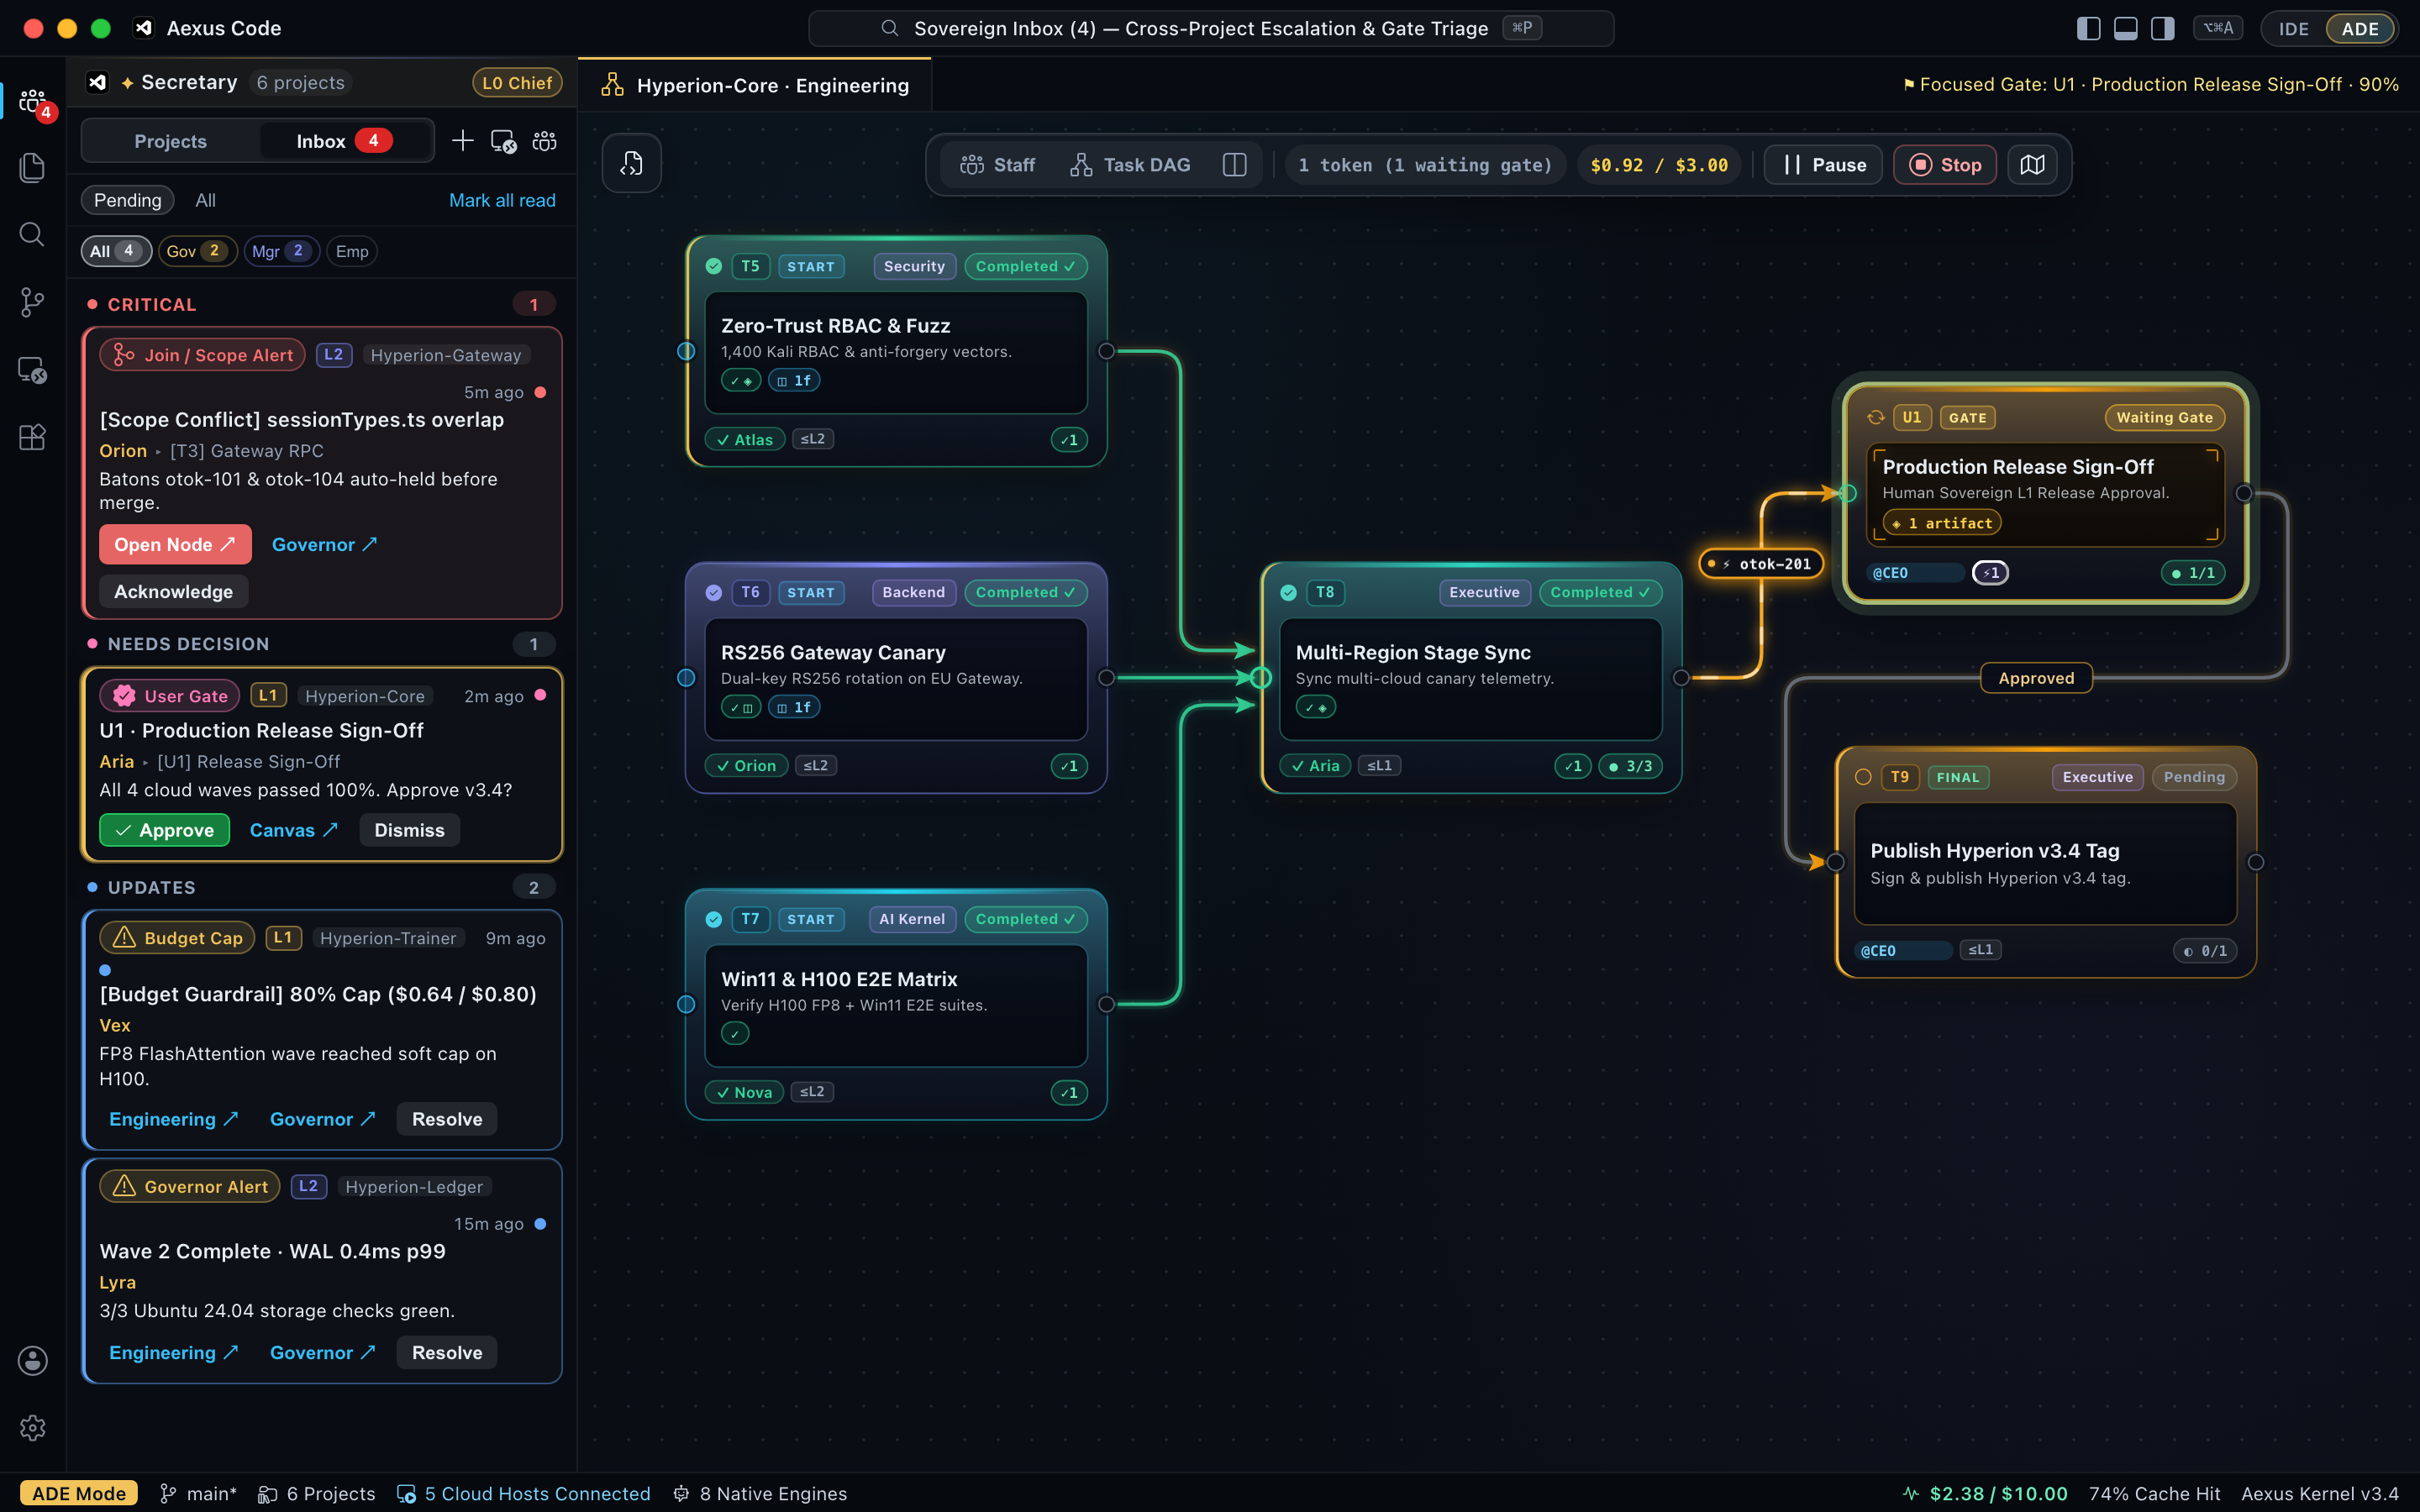 Aexus Code
Sovereign Inbox (4) — Cross-Project Escalation & Gate Triage ⌘P
⌥⌘A IDE ADE
4
✦ Secretary 6 projects L0 Chief
Projects Inbox 4
Pending All Mark all read
All 4 Gov 2 Mgr 2 Emp
CRITICAL 1
Join / Scope Alert L2 Hyperion-Gateway
5m ago
[Scope Conflict] sessionTypes.ts overlap
Orion ▸ [T3] Gateway RPC
Batons otok-101 & otok-104 auto-held before
merge.
Open Node ↗ Governor ↗
Acknowledge
NEEDS DECISION 1
User Gate L1 Hyperion-Core 2m ago
U1 · Production Release Sign-Off
Aria ▸ [U1] Release Sign-Off
All 4 cloud waves passed 100%. Approve v3.4?
✓ Approve Canvas ↗ Dismiss
UPDATES 2
Budget Cap L1 Hyperion-Trainer 9m ago
[Budget Guardrail] 80% Cap ($0.64 / $0.80)
Vex
FP8 FlashAttention wave reached soft cap on
H100.
Engineering ↗ Governor ↗ Resolve
Governor Alert L2 Hyperion-Ledger
15m ago
Wave 2 Complete · WAL 0.4ms p99
Lyra
3/3 Ubuntu 24.04 storage checks green.
Engineering ↗ Governor ↗ Resolve
Hyperion-Core · Engineering
⚑ Focused Gate: U1 · Production Release Sign-Off · 90%
Staff Task DAG 1 token (1 waiting gate) $0.92 / $3.00 Pause Stop
T5 START Security Completed ✓
Zero-Trust RBAC & Fuzz
1,400 Kali RBAC & anti-forgery vectors.
✓ ◈ ◫ 1f
✓ Atlas ≤L2 ✓1
T6 START Backend Completed ✓
RS256 Gateway Canary
Dual-key RS256 rotation on EU Gateway.
✓ ◫ ◫ 1f
✓ Orion ≤L2 ✓1
T7 START AI Kernel Completed ✓
Win11 & H100 E2E Matrix
Verify H100 FP8 + Win11 E2E suites.
✓
✓ Nova ≤L2 ✓1
T8 Executive Completed ✓
Multi-Region Stage Sync
Sync multi-cloud canary telemetry.
✓ ◈
✓ Aria ≤L1 ✓1 ● 3/3
⚡ otok-201
U1 GATE Waiting Gate
Production Release Sign-Off
Human Sovereign L1 Release Approval.
◈ 1 artifact
@CEO ⚡1 ● 1/1
Approved
T9 FINAL Executive Pending
Publish Hyperion v3.4 Tag
Sign & publish Hyperion v3.4 tag.
@CEO ≤L1 ◐ 0/1
ADE Mode main* 6 Projects 5 Cloud Hosts Connected 8 Native Engines
$2.38 / $10.00 74% Cache Hit Aexus Kernel v3.4